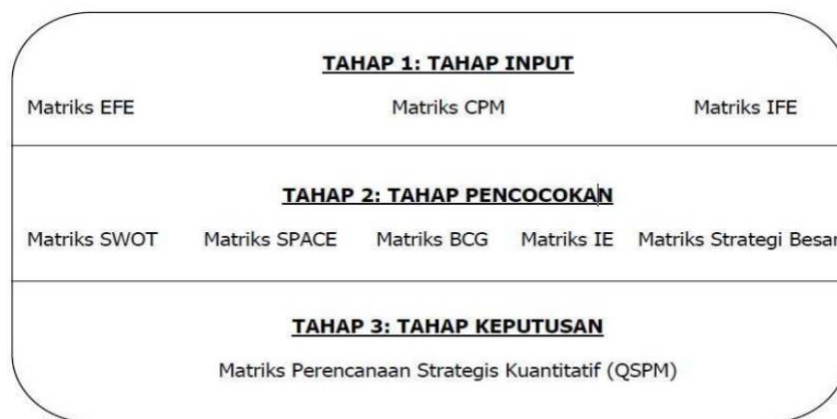 TAHAP 1: TAHAP INPUT
Matriks EFE Matriks CPM Matriks IFE
TAHAP 2: TAHAP PENCOCOKAN
Matriks SWOT Matriks SPACE Matriks BCG Matriks IE Matriks Strategi Besar
TAHAP 3: TAHAP KEPUTUSAN
Matriks Perencanaan Strategis Kuantitatif (QSPM)